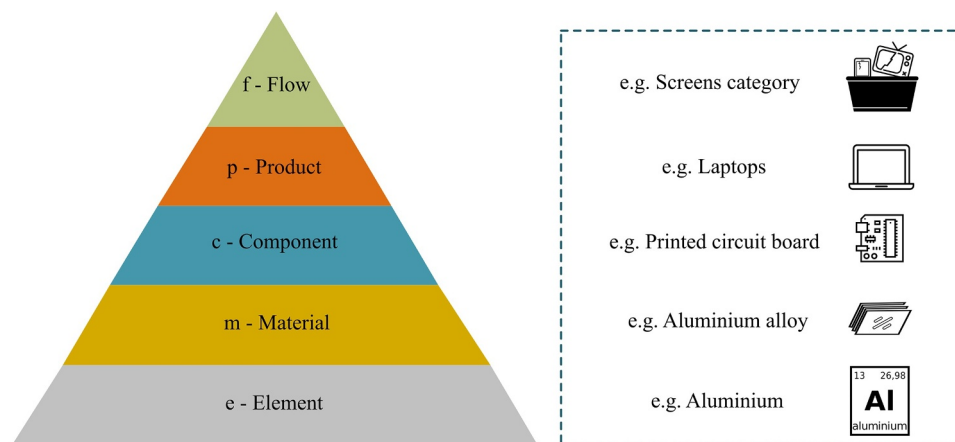 f - Flow
e.g. Screens category
p - Product
e.g. Laptops
c - Component
e.g. Printed circuit board
m - Material
e.g. Aluminium alloy
e - Element
e.g. Aluminium
13 26,98
Al
aluminium